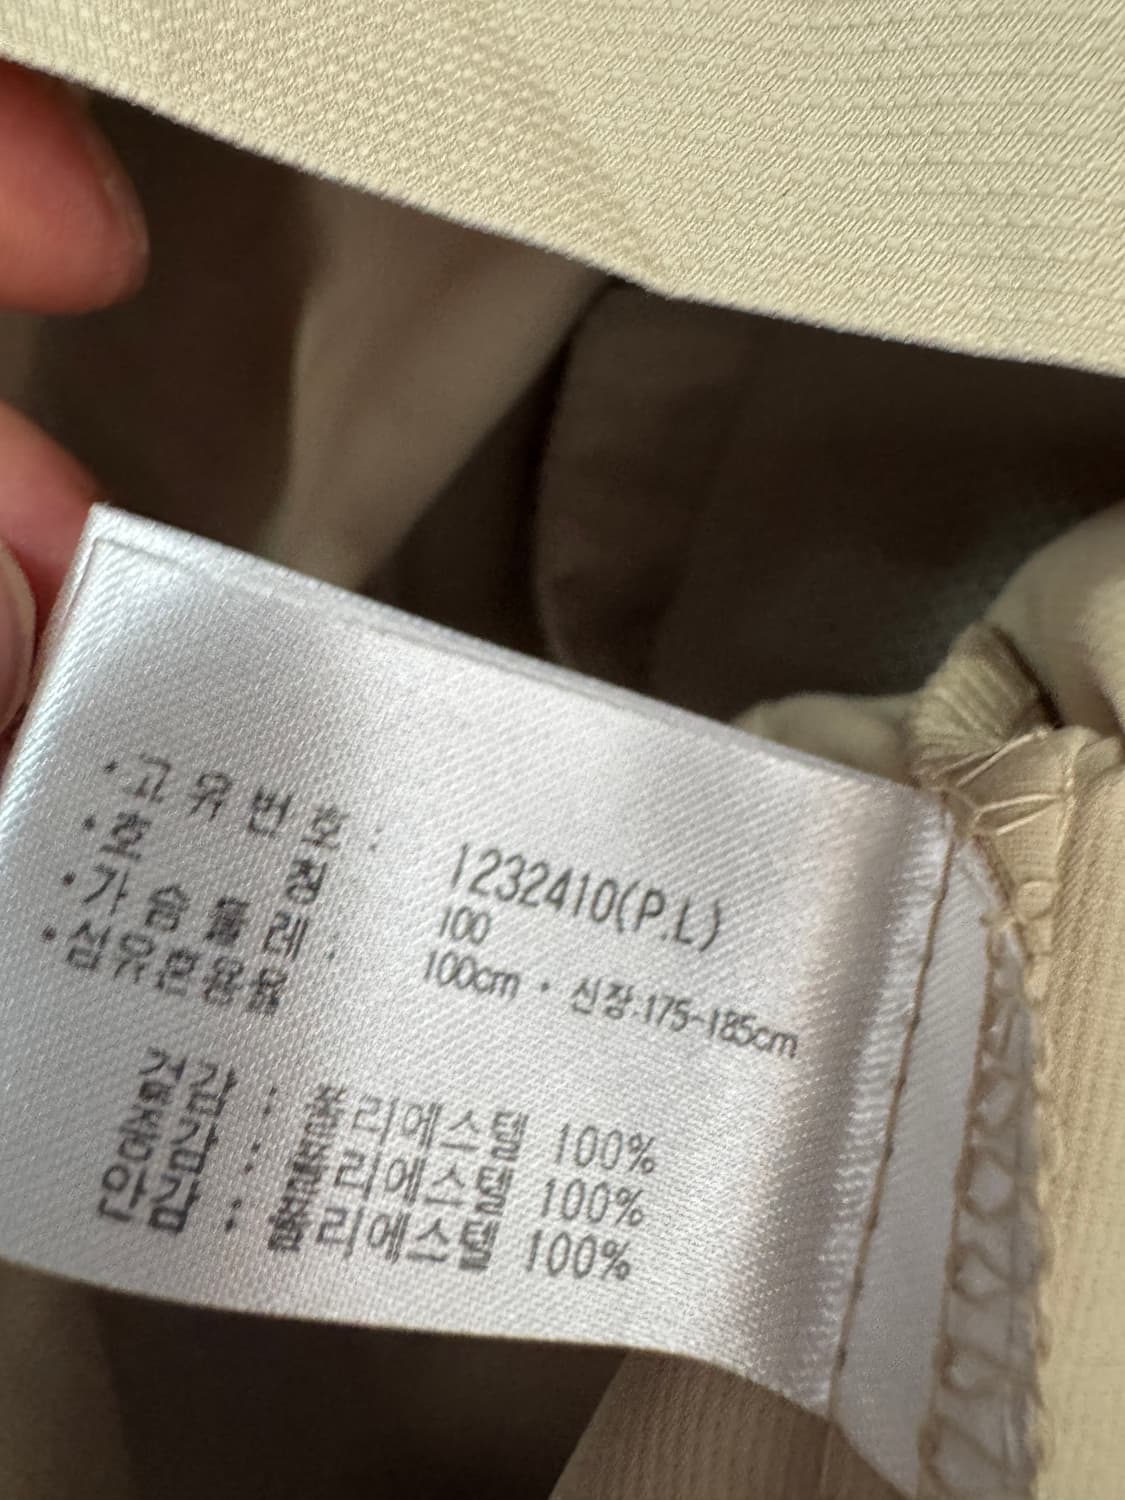 ·고유번호 : 1232410(P.L)
·호칭 100
·가슴둘레 : 100cm · 신장:175-185cm
·섬유혼용율
겉감 : 폴리에스텔 100%
중감 : 폴리에스텔 100%
안감 : 폴리에스텔 100%